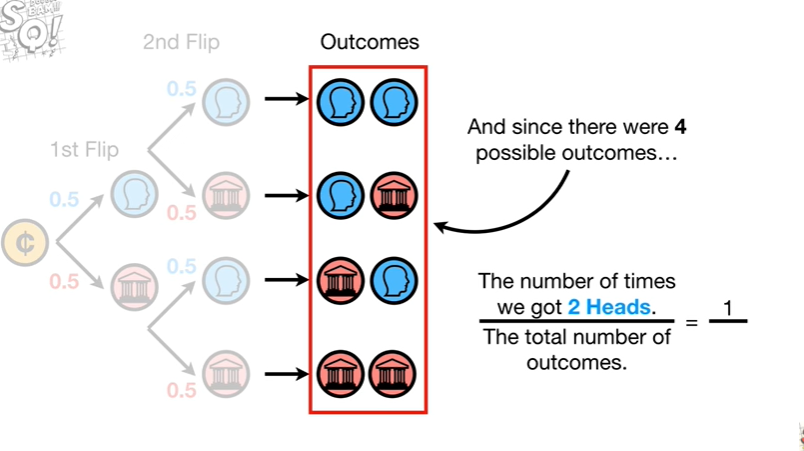 SQ!
BAM!!
2nd Flip
Outcomes
0.5
1st Flip
And since there were 4
possible outcomes…
0.5
0.5
¢
0.5
0.5
The number of times
we got 2 Heads.
The total number of
outcomes.
= 1
0.5